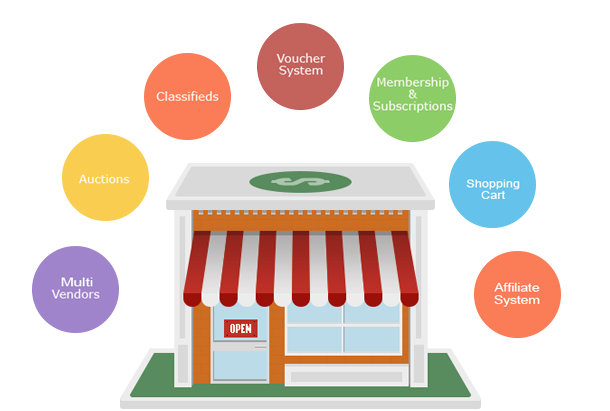 Voucher
System
Classifieds
Membership
&
Subscriptions
Auctions
Shopping
Cart
Multi
Vendors
Affiliate
System
$
OPEN